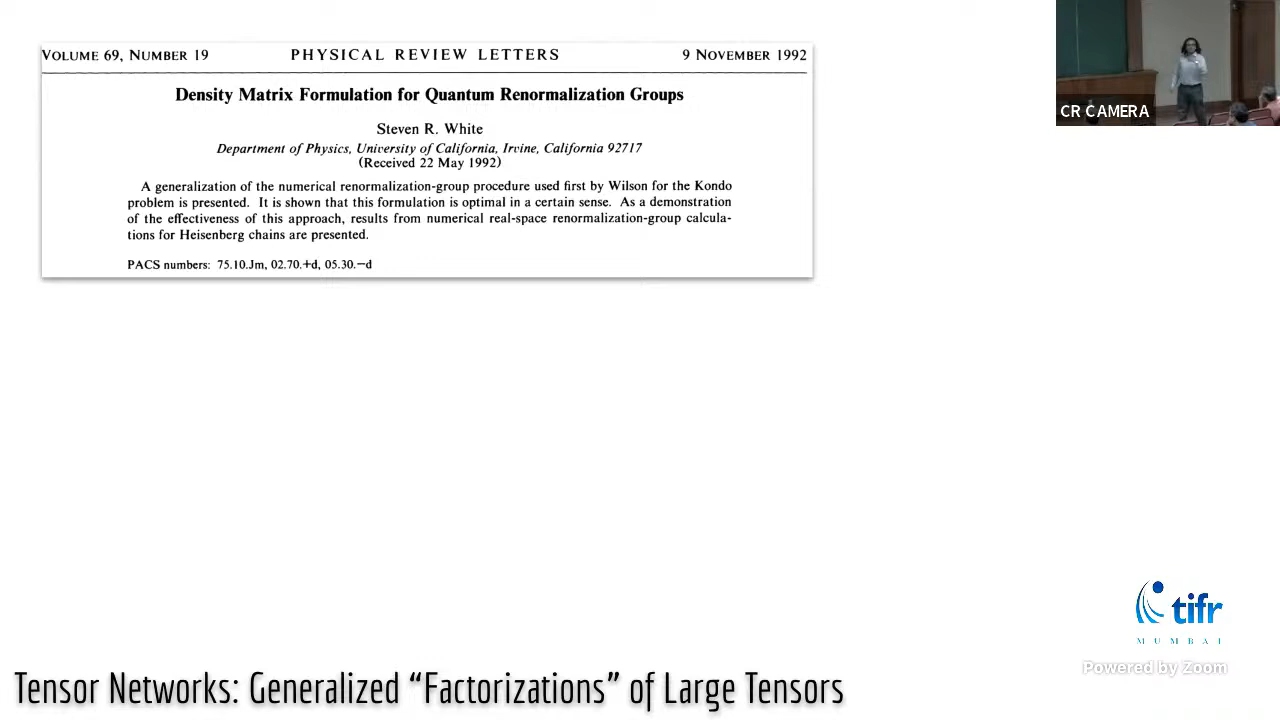 VOLUME 69, NUMBER 19 PHYSICAL REVIEW LETTERS 9 NOVEMBER 1992
Density Matrix Formulation for Quantum Renormalization Groups
Steven R. White
Department of Physics, University of California, Irvine, California 92717
(Received 22 May 1992)
A generalization of the numerical renormalization-group procedure used first by Wilson for the Kondo
problem is presented. It is shown that this formulation is optimal in a certain sense. As a demonstration
of the effectiveness of this approach, results from numerical real-space renormalization-group calcula-
tions for Heisenberg chains are presented.
PACS numbers: 75.10.Jm, 02.70.+d, 05.30.−d
CR CAMERA
tifr
MUMBAI
Powered by Zoom
Tensor Networks: Generalized “Factorizations” of Large Tensors